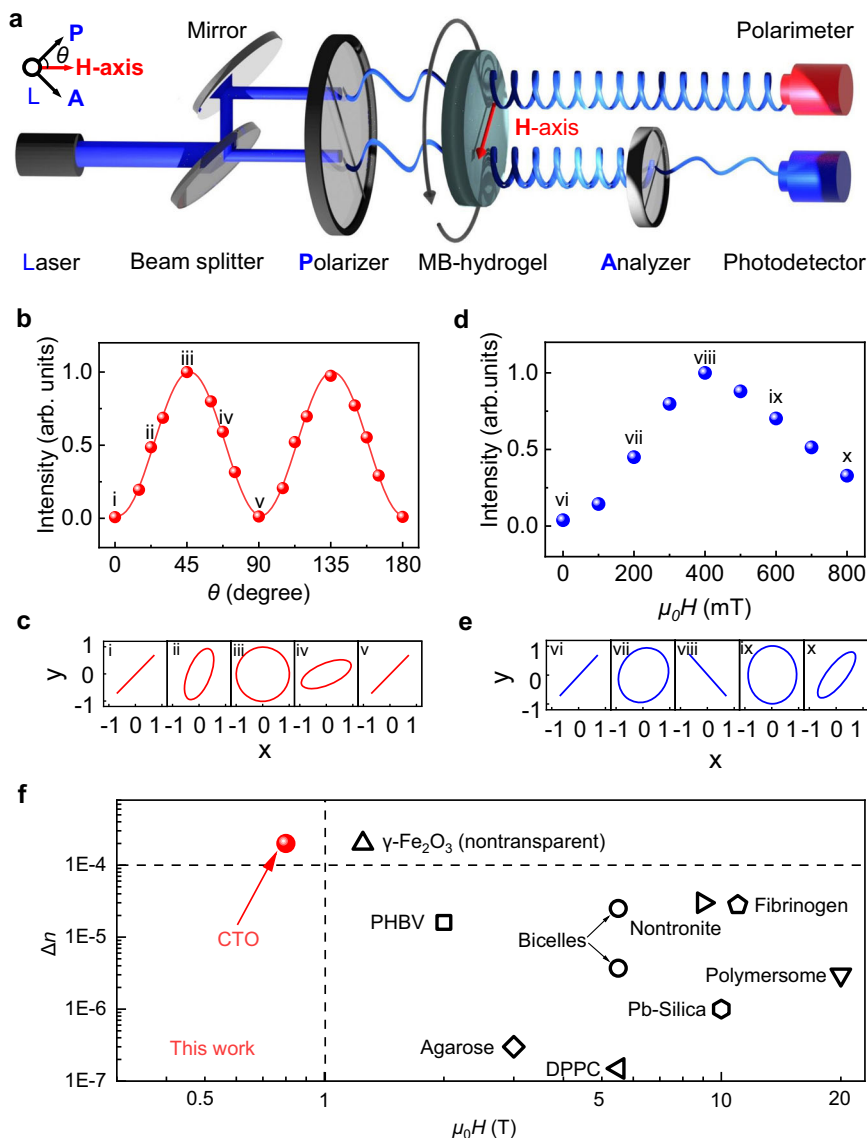 a
P
θ
H-axis
L
A
Mirror
Polarimeter
H-axis
Laser
Beam splitter
Polarizer
MB-hydrogel
Analyzer
Photodetector
b
Intensity (arb. units)
1.0
0.5
0.0
i
ii
iii
iv
v
0 45 90 135 180
θ (degree)
d
Intensity (arb.units)
1.0
0.5
0.0
vi
vii
viii
ix
x
0 200 400 600 800
μ₀H (mT)
c
y
1
0
-1
i ii iii iv v
-1 0 1 -1 0 1 -1 0 1 -1 0 1 -1 0 1
x
e
y
1
0
-1
vi vii viii ix x
-1 0 1 -1 0 1 -1 0 1 -1 0 1 -1 0 1
x
f
Δn
1E-4
1E-5
1E-6
1E-7
γ-Fe₂O₃ (nontransparent)
CTO
PHBV
Bicelles
Nontronite
Fibrinogen
Polymersome
Pb-Silica
Agarose
DPPC
This work
0.5 1 5 10 20
μ₀H (T)